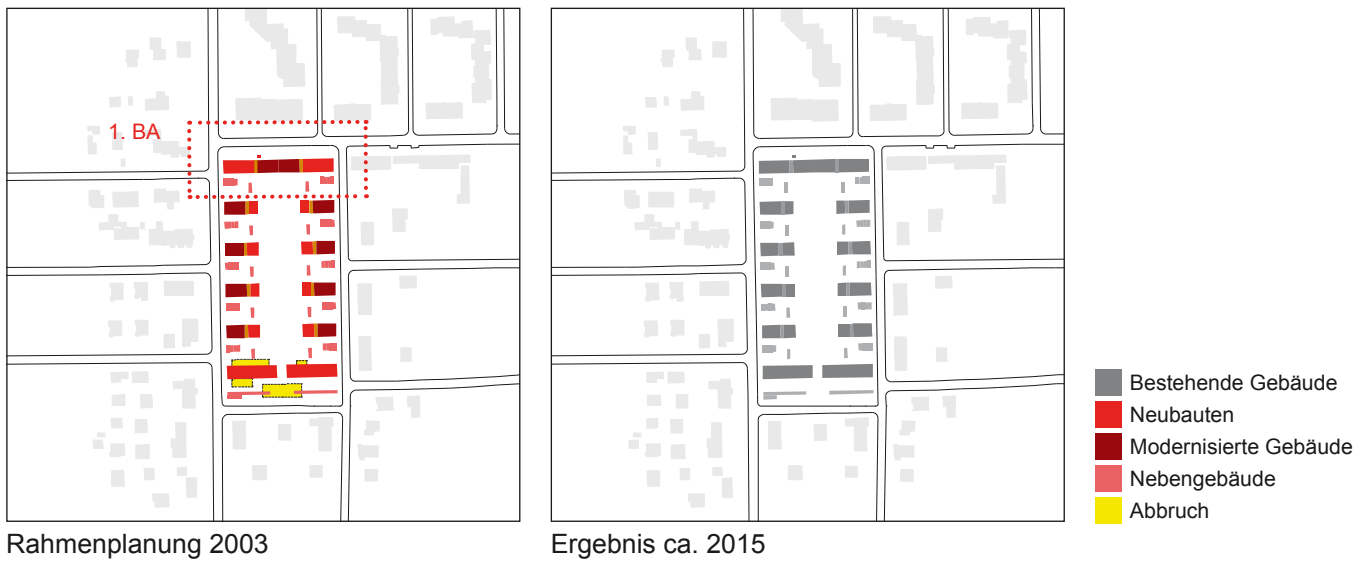 1. BA
Bestehende Gebäude
Neubauten
Modernisierte Gebäude
Nebengebäude
Abbruch
Rahmenplanung 2003
Ergebnis ca. 2015